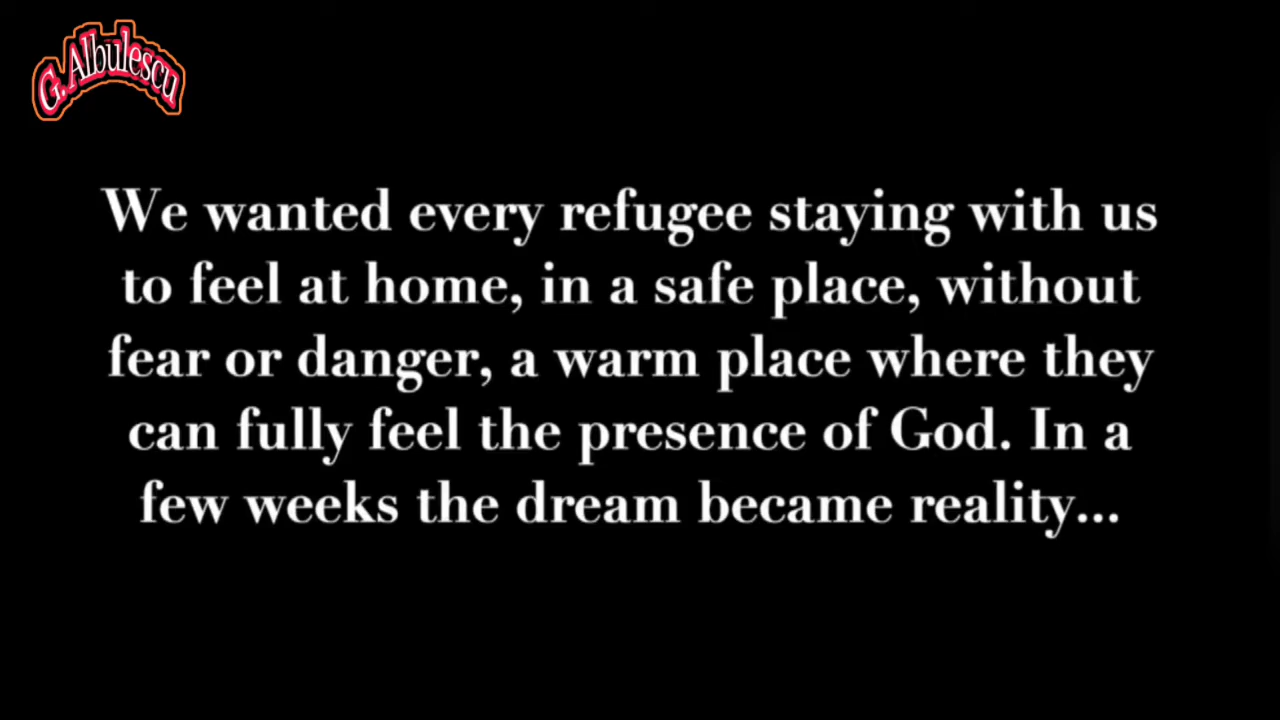 G. Albulescu
We wanted every refugee staying with us
to feel at home, in a safe place, without
fear or danger, a warm place where they
can fully feel the presence of God. In a
few weeks the dream became reality...